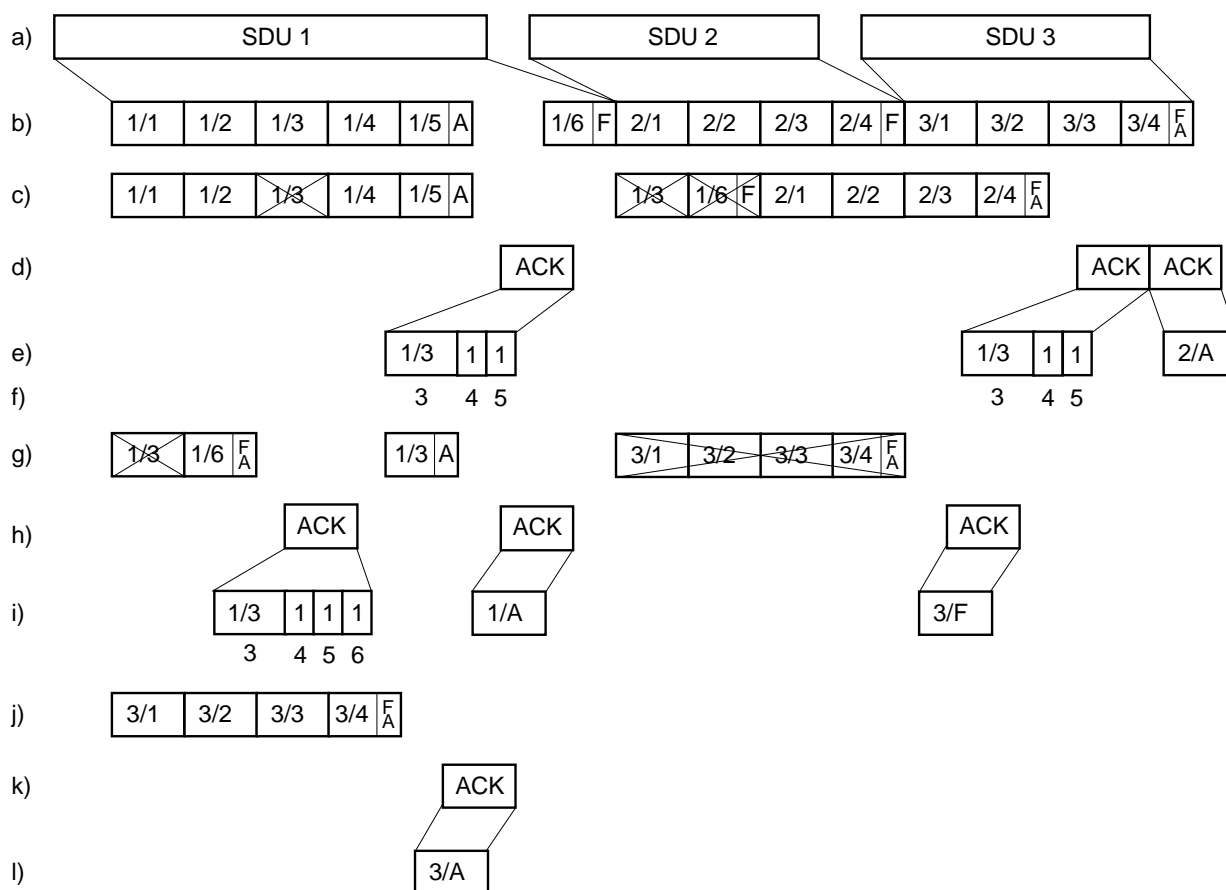 a) SDU 1 SDU 2 SDU 3
b) 1/1 1/2 1/3 1/4 1/5 A 1/6 F 2/1 2/2 2/3 2/4 F 3/1 3/2 3/3 3/4 F A
c) 1/1 1/2 1/3 1/4 1/5 A 1/3 1/6 F 2/1 2/2 2/3 2/4 F A
d) ACK ACK ACK
e) 1/3 1 1 1/3 1 1 2/A
f) 3 4 5 3 4 5
g) 1/3 1/6 F A 1/3 A 3/1 3/2 3/3 3/4 F A
h) ACK ACK ACK
i) 1/3 1 1 1 1/A 3/F
3 4 5 6
j) 3/1 3/2 3/3 3/4 F A
k) ACK
l) 3/A